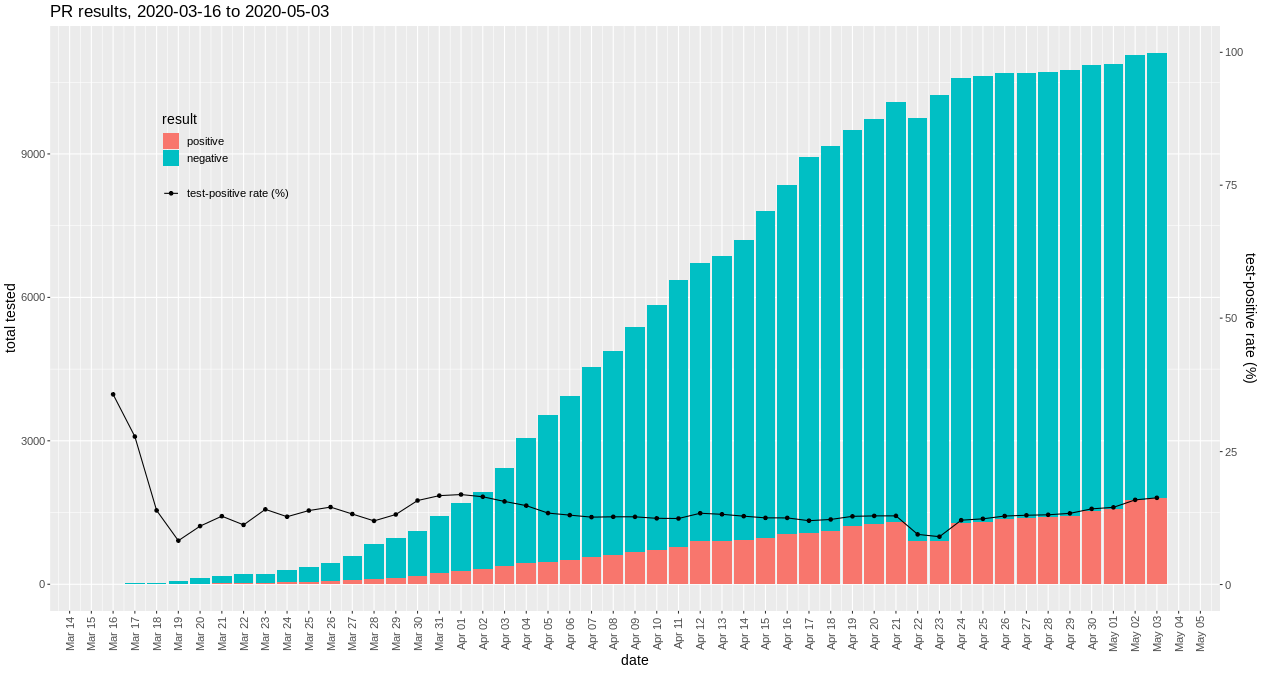 PR results, 2020-03-16 to 2020-05-03
total tested
9000
6000
3000
0
result
positive
negative
test-positive rate (%)
100
75
50
25
0
test-positive rate (%)
Mar 14
Mar 15
Mar 16
Mar 17
Mar 18
Mar 19
Mar 20
Mar 21
Mar 22
Mar 23
Mar 24
Mar 25
Mar 26
Mar 27
Mar 28
Mar 29
Mar 30
Mar 31
Apr 01
Apr 02
Apr 03
Apr 04
Apr 05
Apr 06
Apr 07
Apr 08
Apr 09
Apr 10
Apr 11
Apr 12
Apr 13
Apr 14
Apr 15
Apr 16
Apr 17
Apr 18
Apr 19
Apr 20
Apr 21
Apr 22
Apr 23
Apr 24
Apr 25
Apr 26
Apr 27
Apr 28
Apr 29
Apr 30
May 01
May 02
May 03
May 04
May 05
date